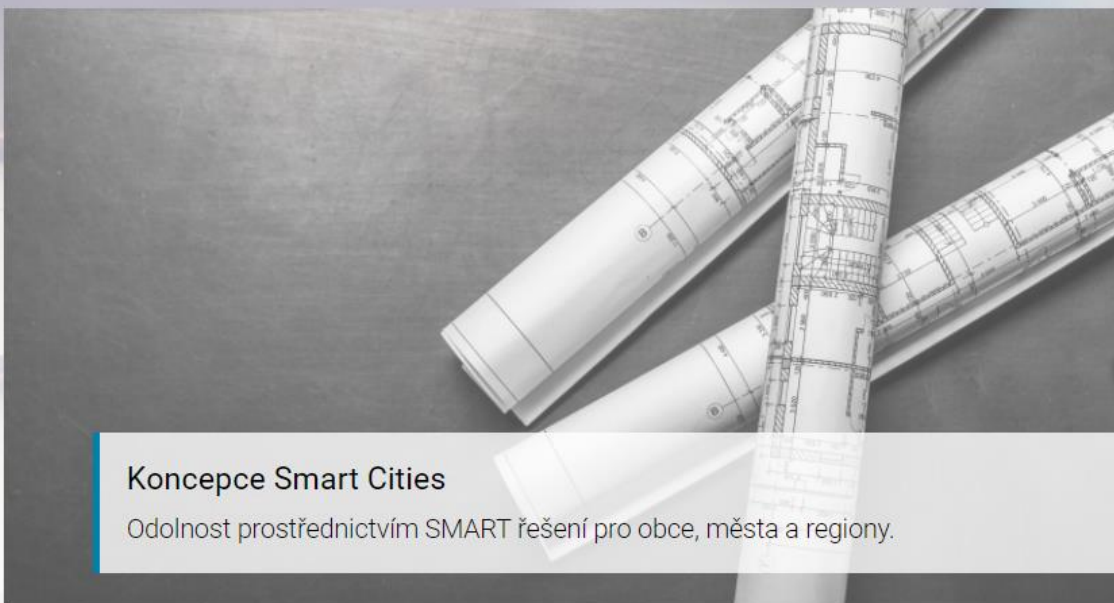 Koncepce Smart Cities
Odolnost prostřednictvím SMART řešení pro obce, města a regiony.